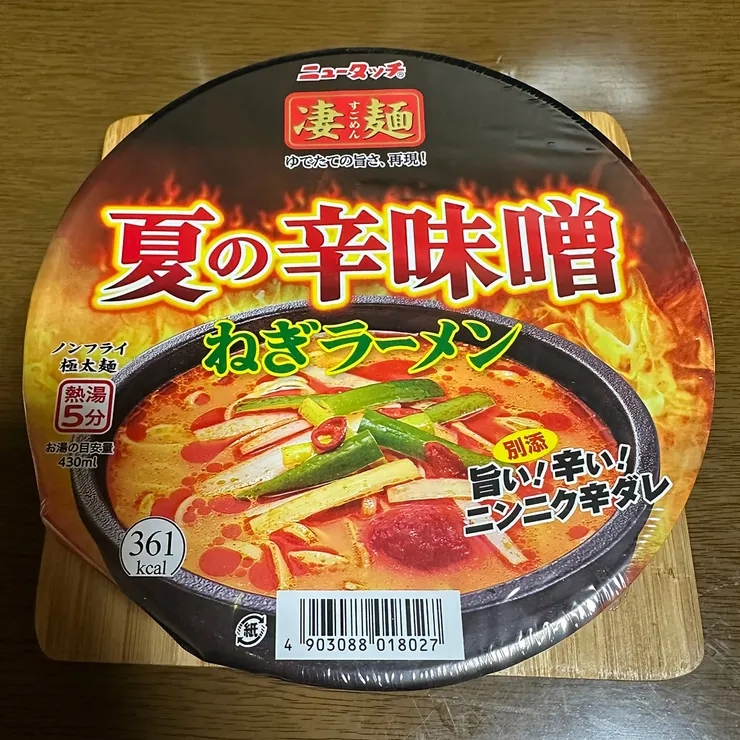 ニュータッチ®
凄麺
すごめん
ゆでたての旨さ、再現!
夏の辛味噌
ねぎラーメン
ノンフライ
極太麺
熱湯
5分
お湯の目安量
430ml
別添
旨い!辛い!
ニンニク辛ダレ
361
kcal
紙
4 903088 018027